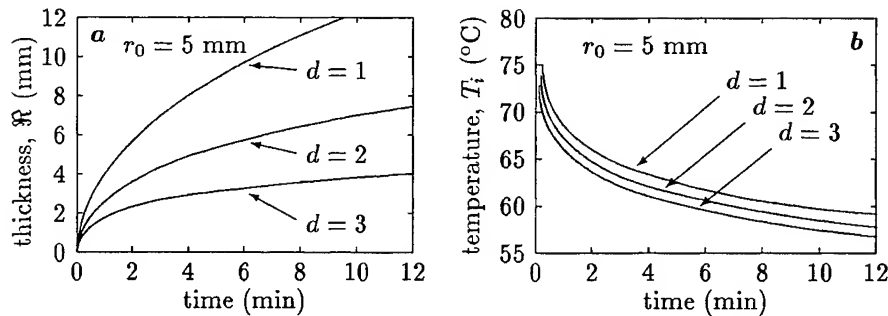 a
r₀ = 5 mm
thickness, ℜ (mm)
12
10
8
6
4
2
0
d = 1
d = 2
d = 3
0 2 4 6 8 10 12
time (min)
b
r₀ = 5 mm
temperature, Tᵢ (°C)
80
75
70
65
60
55
d = 1
d = 2
d = 3
0 2 4 6 8 10 12
time (min)